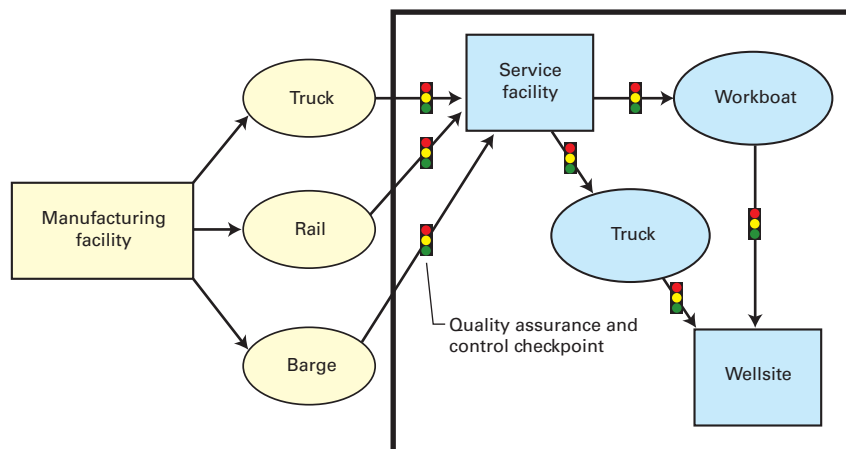 Truck
Service
facility
Workboat
Manufacturing
facility
Rail
Truck
Quality assurance and
control checkpoint
Barge
Wellsite